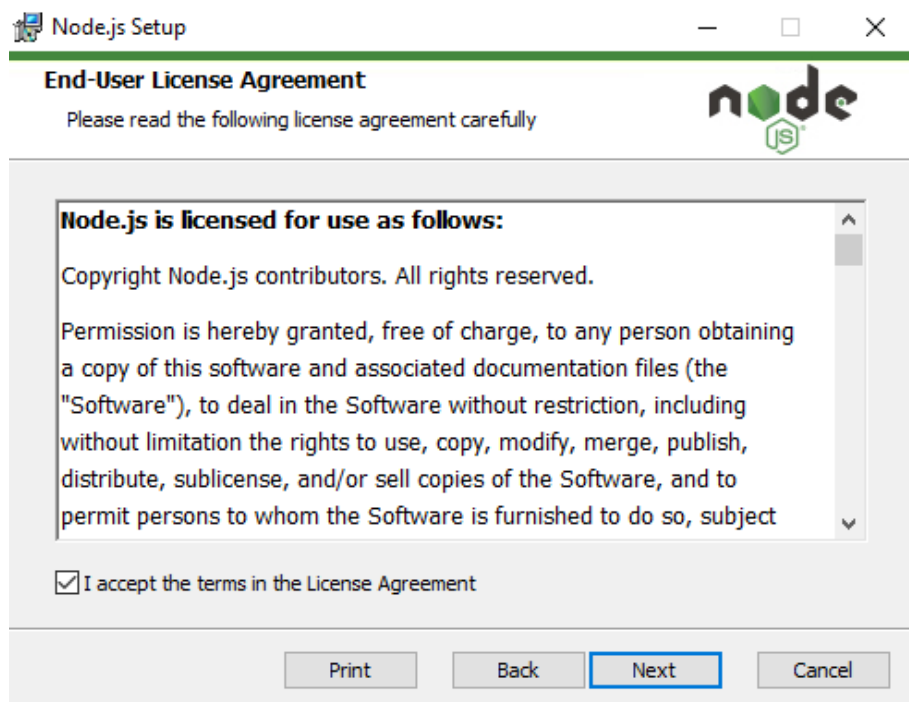 Node.js Setup
End-User License Agreement
Please read the following license agreement carefully
node
JS
Node.js is licensed for use as follows:
Copyright Node.js contributors. All rights reserved.
Permission is hereby granted, free of charge, to any person obtaining
a copy of this software and associated documentation files (the
"Software"), to deal in the Software without restriction, including
without limitation the rights to use, copy, modify, merge, publish,
distribute, sublicense, and/or sell copies of the Software, and to
permit persons to whom the Software is furnished to do so, subject
I accept the terms in the License Agreement
Print Back Next Cancel